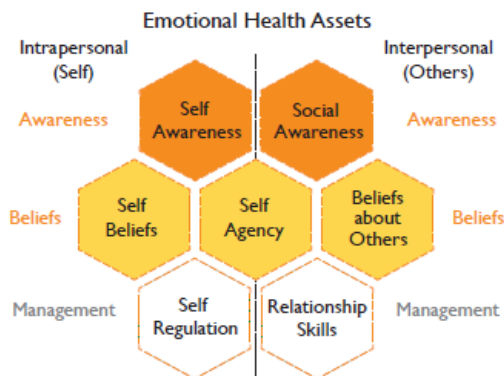 Emotional Health Assets
Intrapersonal
(Self)
Interpersonal
(Others)
Awareness
Self
Awareness
Social
Awareness
Awareness
Beliefs
Self
Beliefs
Self
Agency
Beliefs
about
Others
Beliefs
Management
Self
Regulation
Relationship
Skills
Management